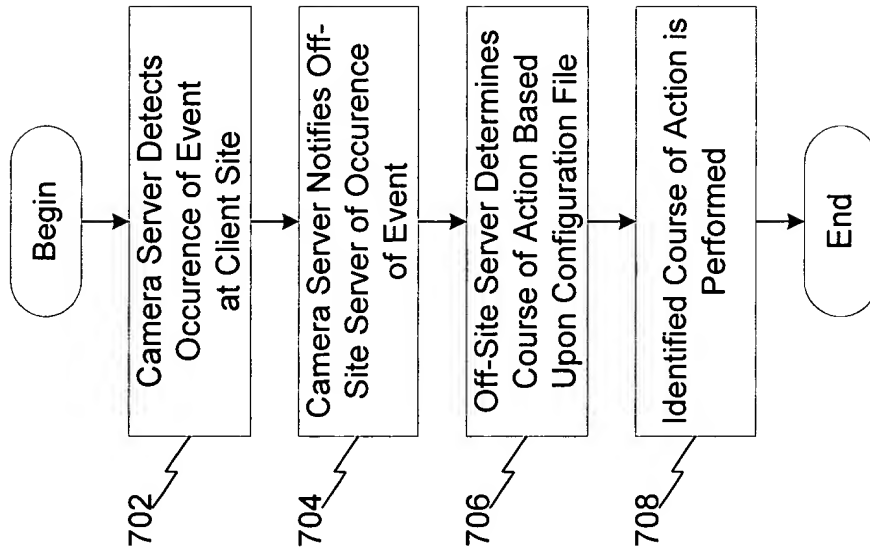 Begin
702
Camera Server Detects
Occurence of Event
at Client Site
704
Camera Server Notifies Off-
Site Server of Occurence
of Event
706
Off-Site Server Determines
Course of Action Based
Upon Configuration File
708
Identified Course of Action is
Performed
End